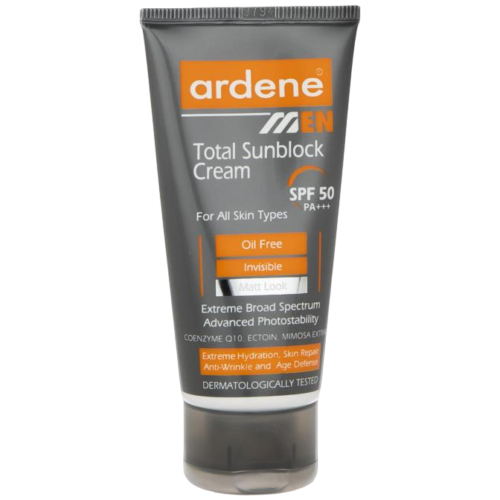 ardene
MEN
Total Sunblock
Cream
SPF 50
PA+++
For All Skin Types
Oil Free
Invisible
Matt Look
Extreme Broad Spectrum
Advanced Photostability
COENZYME Q10, ECTOIN, MIMOSA
Extreme Hydration, Skin Repair
Anti-Wrinkle and Age Defense
DERMATOLOGICALLY TESTED